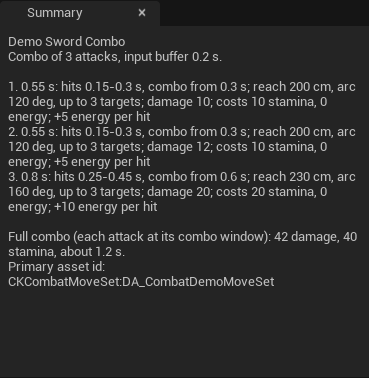 Summary
Demo Sword Combo
Combo of 3 attacks, input buffer 0.2 s.
1. 0.55 s: hits 0.15-0.3 s, combo from 0.3 s; reach 200 cm, arc
120 deg, up to 3 targets; damage 10; costs 10 stamina, 0
energy; +5 energy per hit
2. 0.55 s: hits 0.15-0.3 s, combo from 0.3 s; reach 200 cm, arc
120 deg, up to 3 targets; damage 12; costs 10 stamina, 0
energy; +5 energy per hit
3. 0.8 s: hits 0.25-0.45 s, combo from 0.6 s; reach 230 cm, arc
160 deg, up to 3 targets; damage 20; costs 20 stamina, 0
energy; +10 energy per hit
Full combo (each attack at its combo window): 42 damage, 40
stamina, about 1.2 s.
Primary asset id:
CKCombatMoveSet:DA_CombatDemoMoveSet